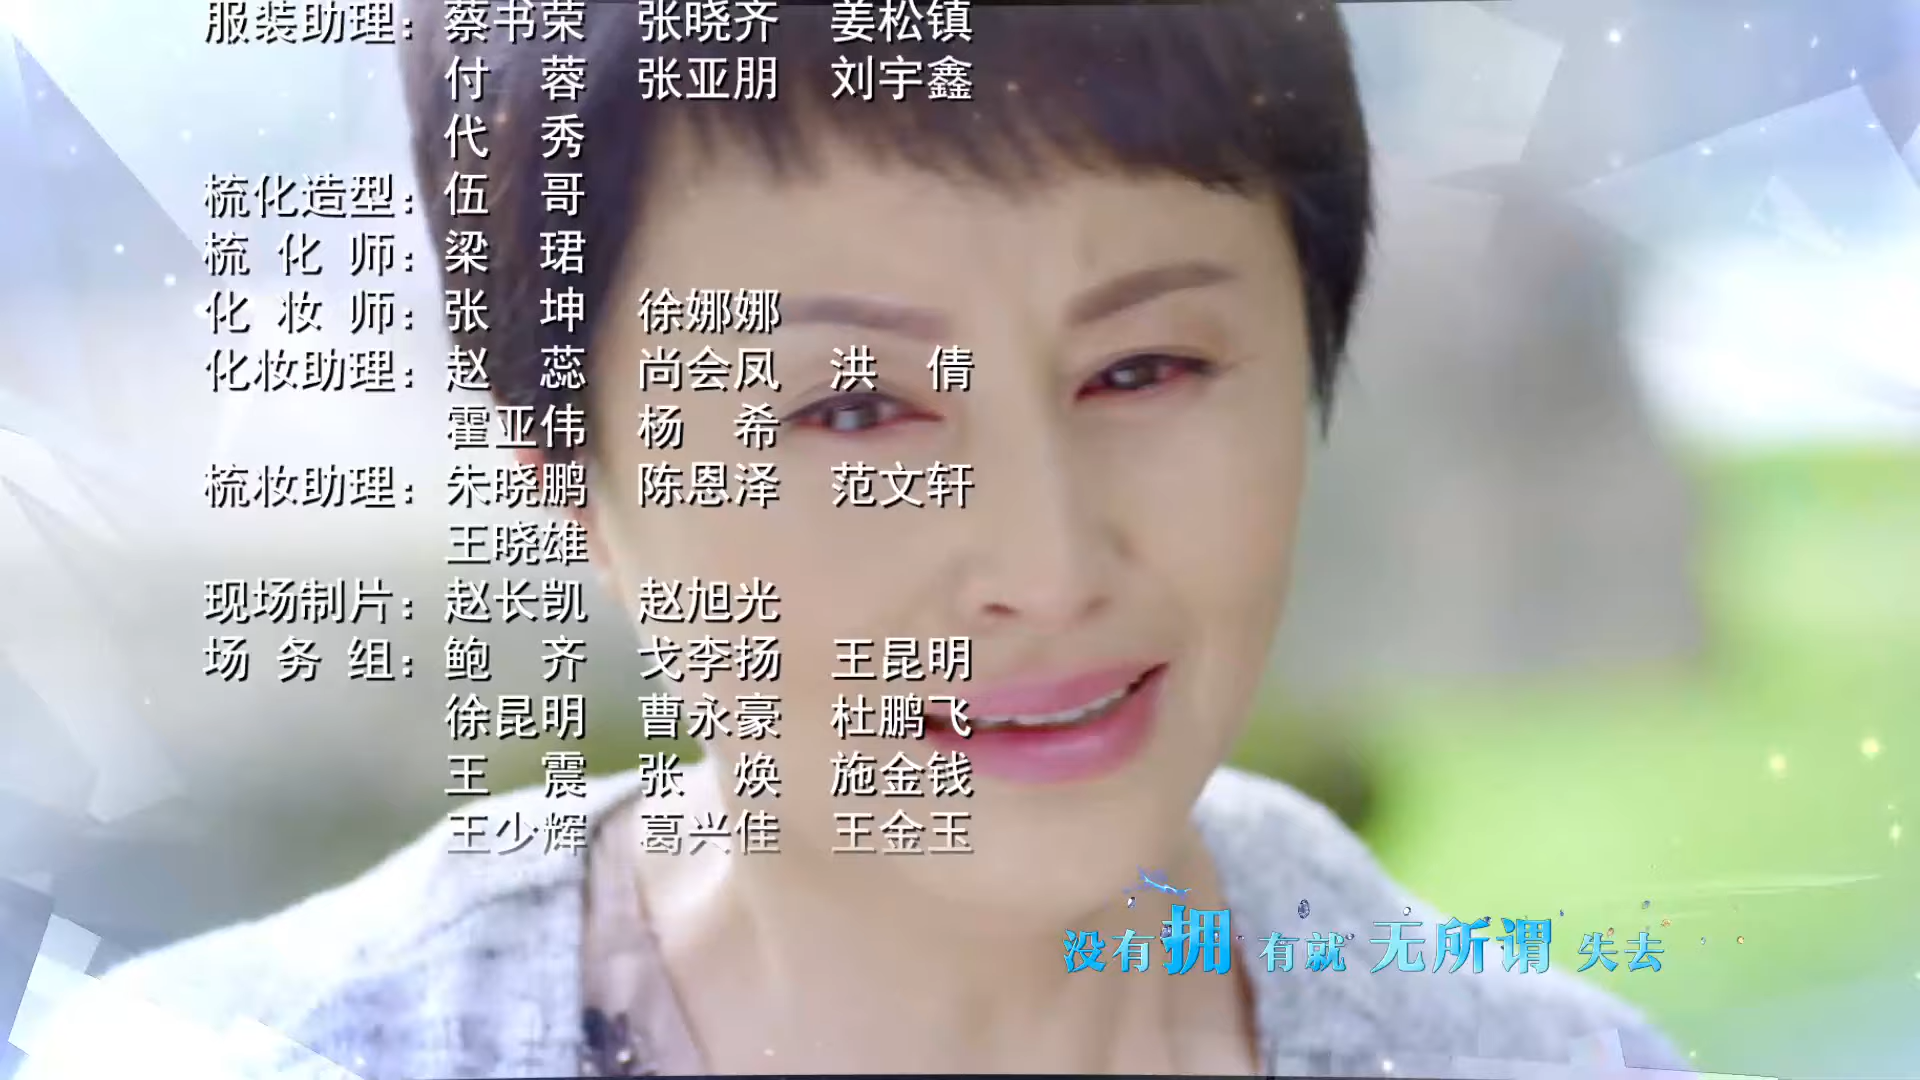 服装助理：蔡书荣 张晓齐 姜松镇
付 蓉 张亚朋 刘宇鑫
代 秀
梳化造型：伍 哥
梳 化 师：梁 珺
化 妆 师：张 坤 徐娜娜
化妆助理：赵 蕊 尚会凤 洪 倩
霍亚伟 杨 希
梳妆助理：朱晓鹏 陈恩泽 范文轩
王晓雄
现场制片：赵长凯 赵旭光
场 务 组：鲍 齐 戈李扬 王昆明
徐昆明 曹永豪 杜鹏飞
王 震 张 焕 施金钱
王少辉 葛兴佳 王金玉
没有拥有就无所谓失去